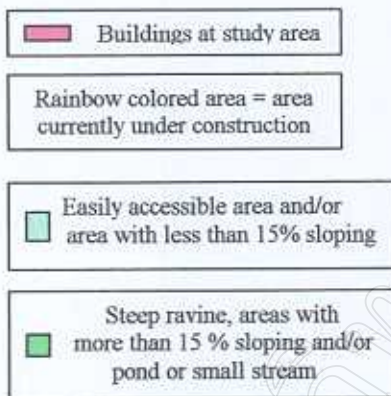 Buildings at study area
Rainbow colored area = area
currently under construction
Easily accessible area and/or
area with less than 15% sloping
Steep ravine, areas with
more than 15 % sloping and/or
pond or small stream